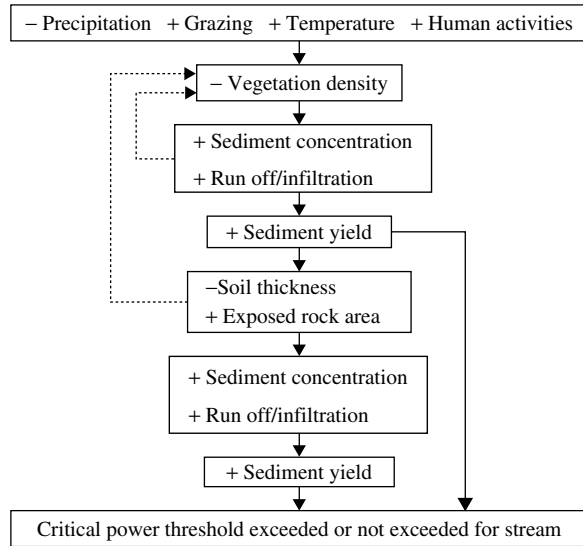 − Precipitation + Grazing + Temperature + Human activities
− Vegetation density
+ Sediment concentration
+ Run off/infiltration
+ Sediment yield
−Soil thickness
+ Exposed rock area
+ Sediment concentration
+ Run off/infiltration
+ Sediment yield
Critical power threshold exceeded or not exceeded for stream